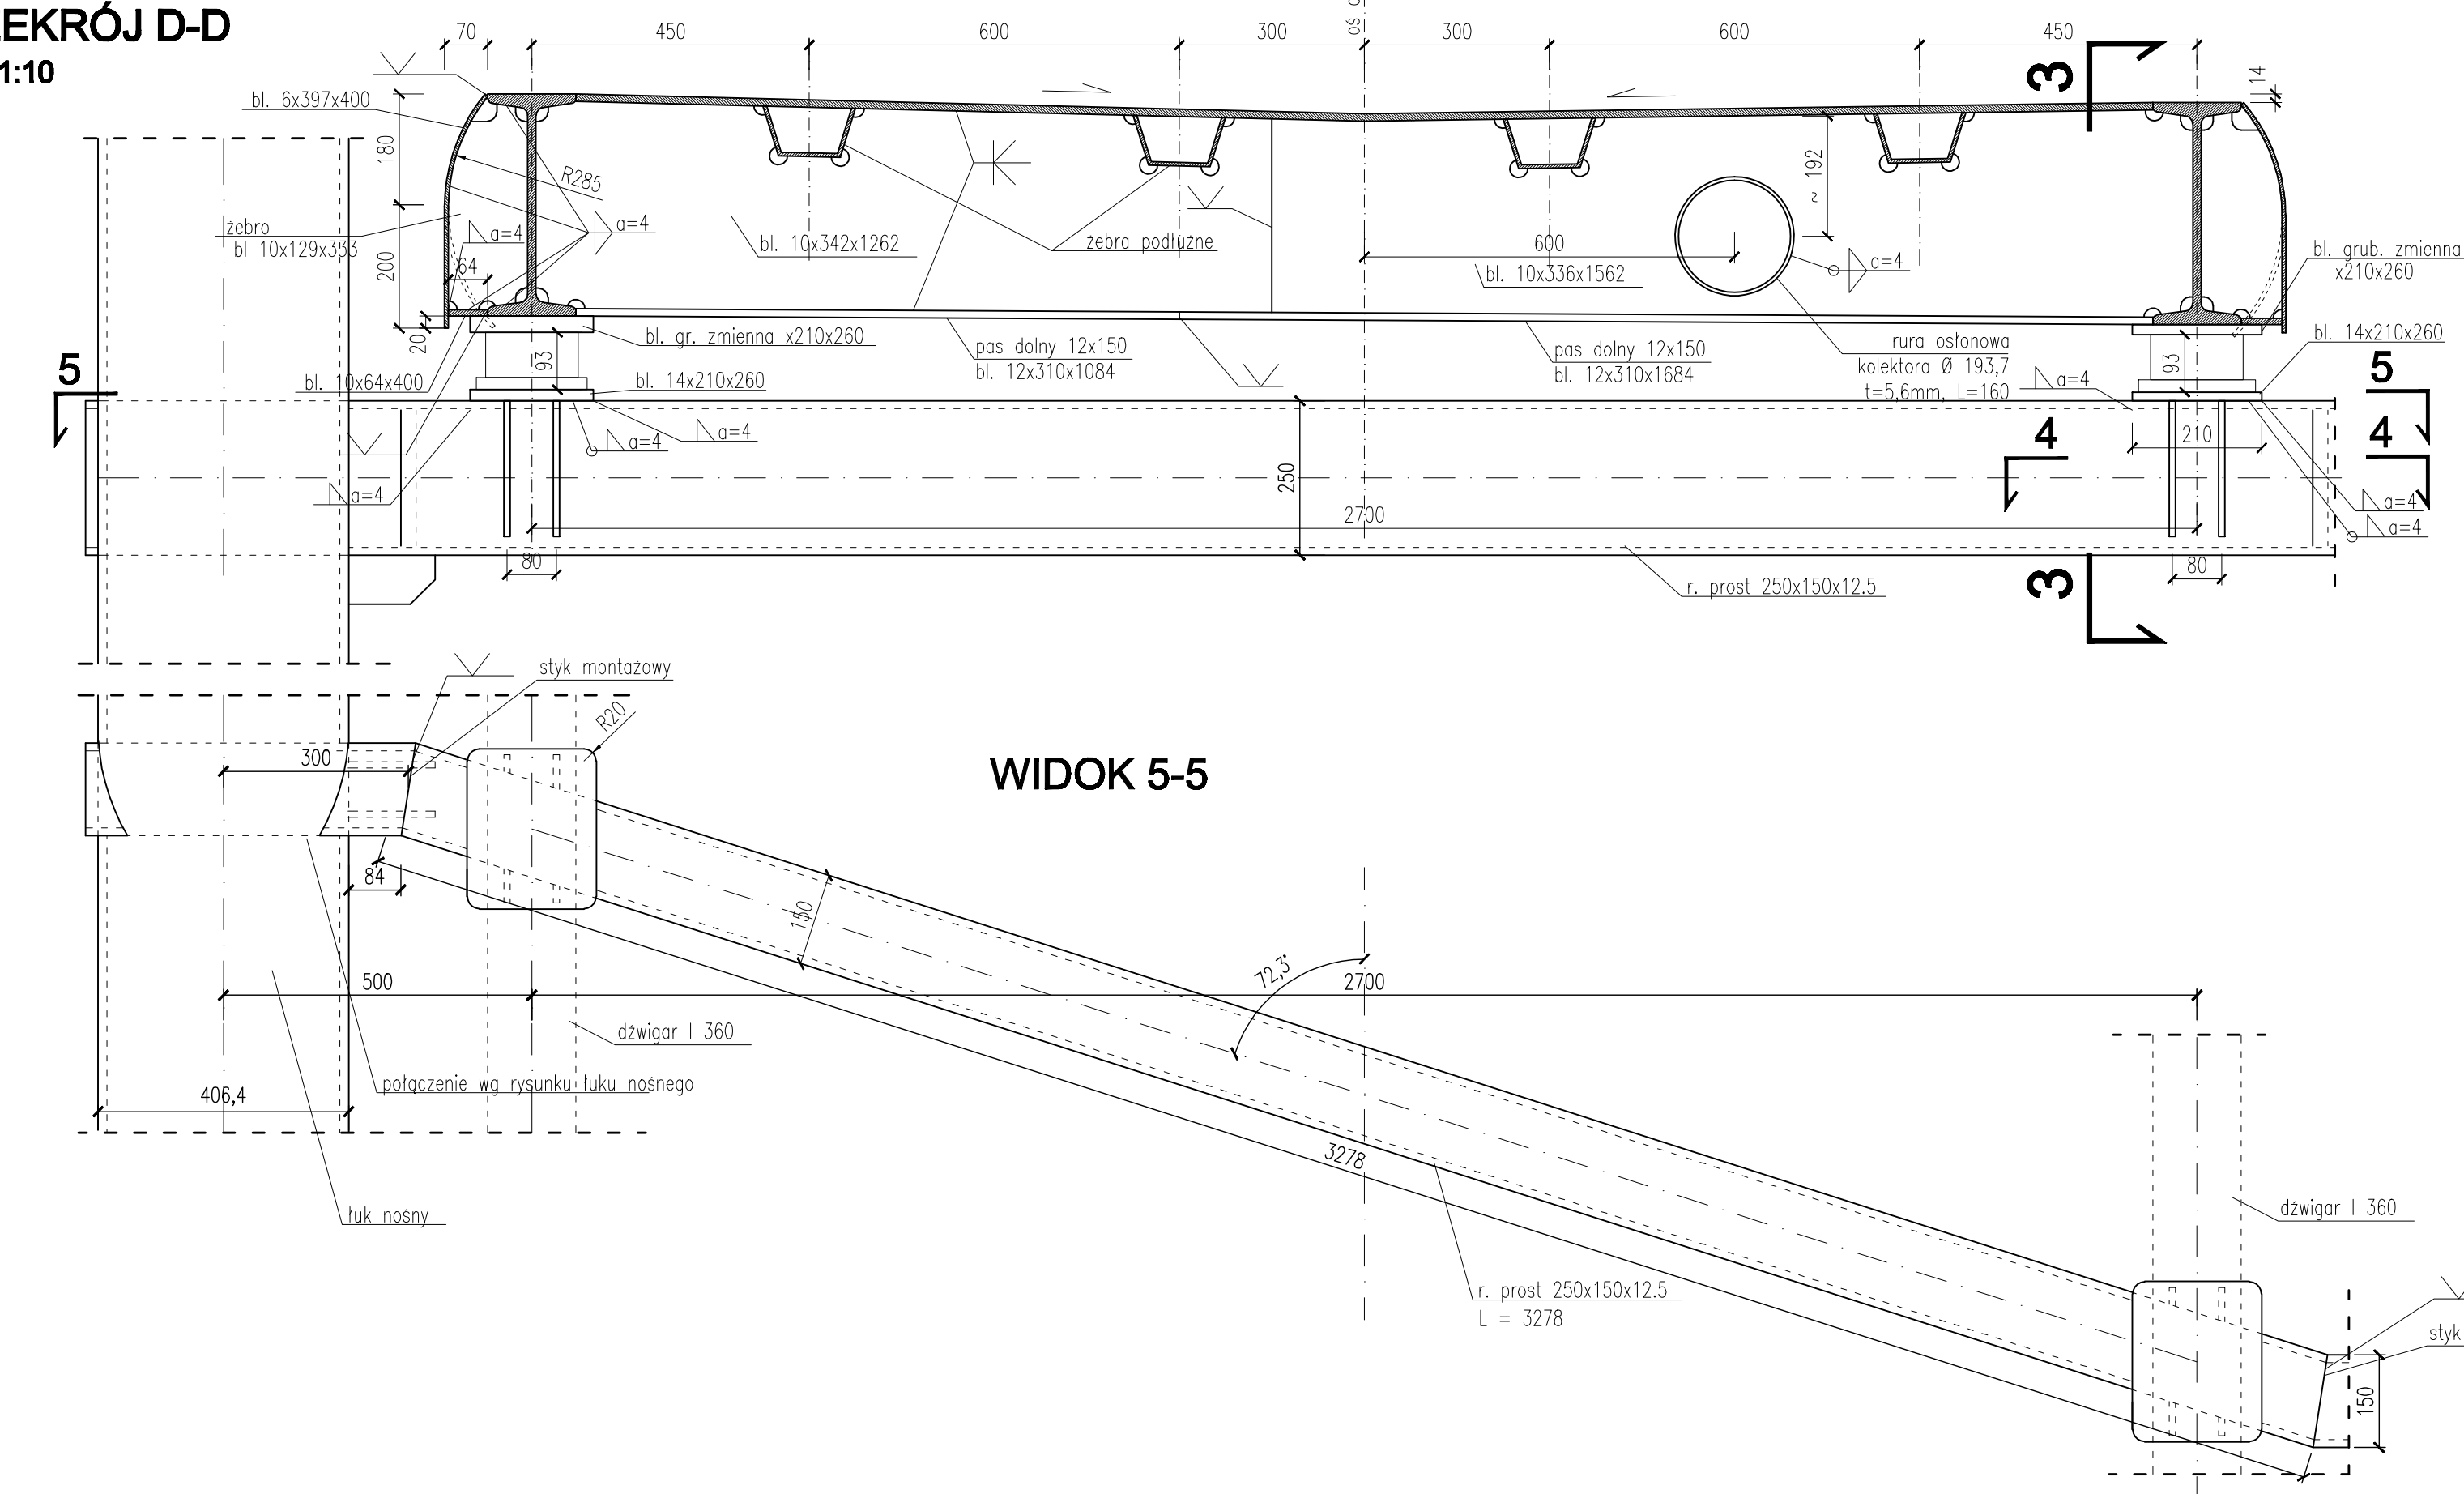 EKRÓJ D-D
1:10
70
450
600
300
oś
300
600
450
3
14
bl. 6x397x400
180
R285
192
żebro
bl 10x129x333
a=4
a=4
200
64
bl. 10x342x1262
żebra podłużne
600
bl. 10x336x1562
a=4
bl. grub. zmienna
x210x260
20
bl. gr. zmienna x210x260
93
pas dolny 12x150
bl. 12x310x1084
pas dolny 12x150
bl. 12x310x1684
rura osłonowa
kolektora Ø 193,7
t=5,6mm, L=160
bl. 14x210x260
93
5
bl. 10x64x400
bl. 14x210x260
a=4
5
a=4
a=4
210
4
4
250
a=4
2700
a=4
a=4
80
r. prost 250x150x12.5
3
80
styk montażowy
R20
WIDOK 5-5
300
84
150
72,3°
500
2700
dźwigar I 360
połączenie wg rysunku łuku nośnego
406,4
3278
łuk nośny
dźwigar I 360
r. prost 250x150x12.5
L = 3278
styk
150